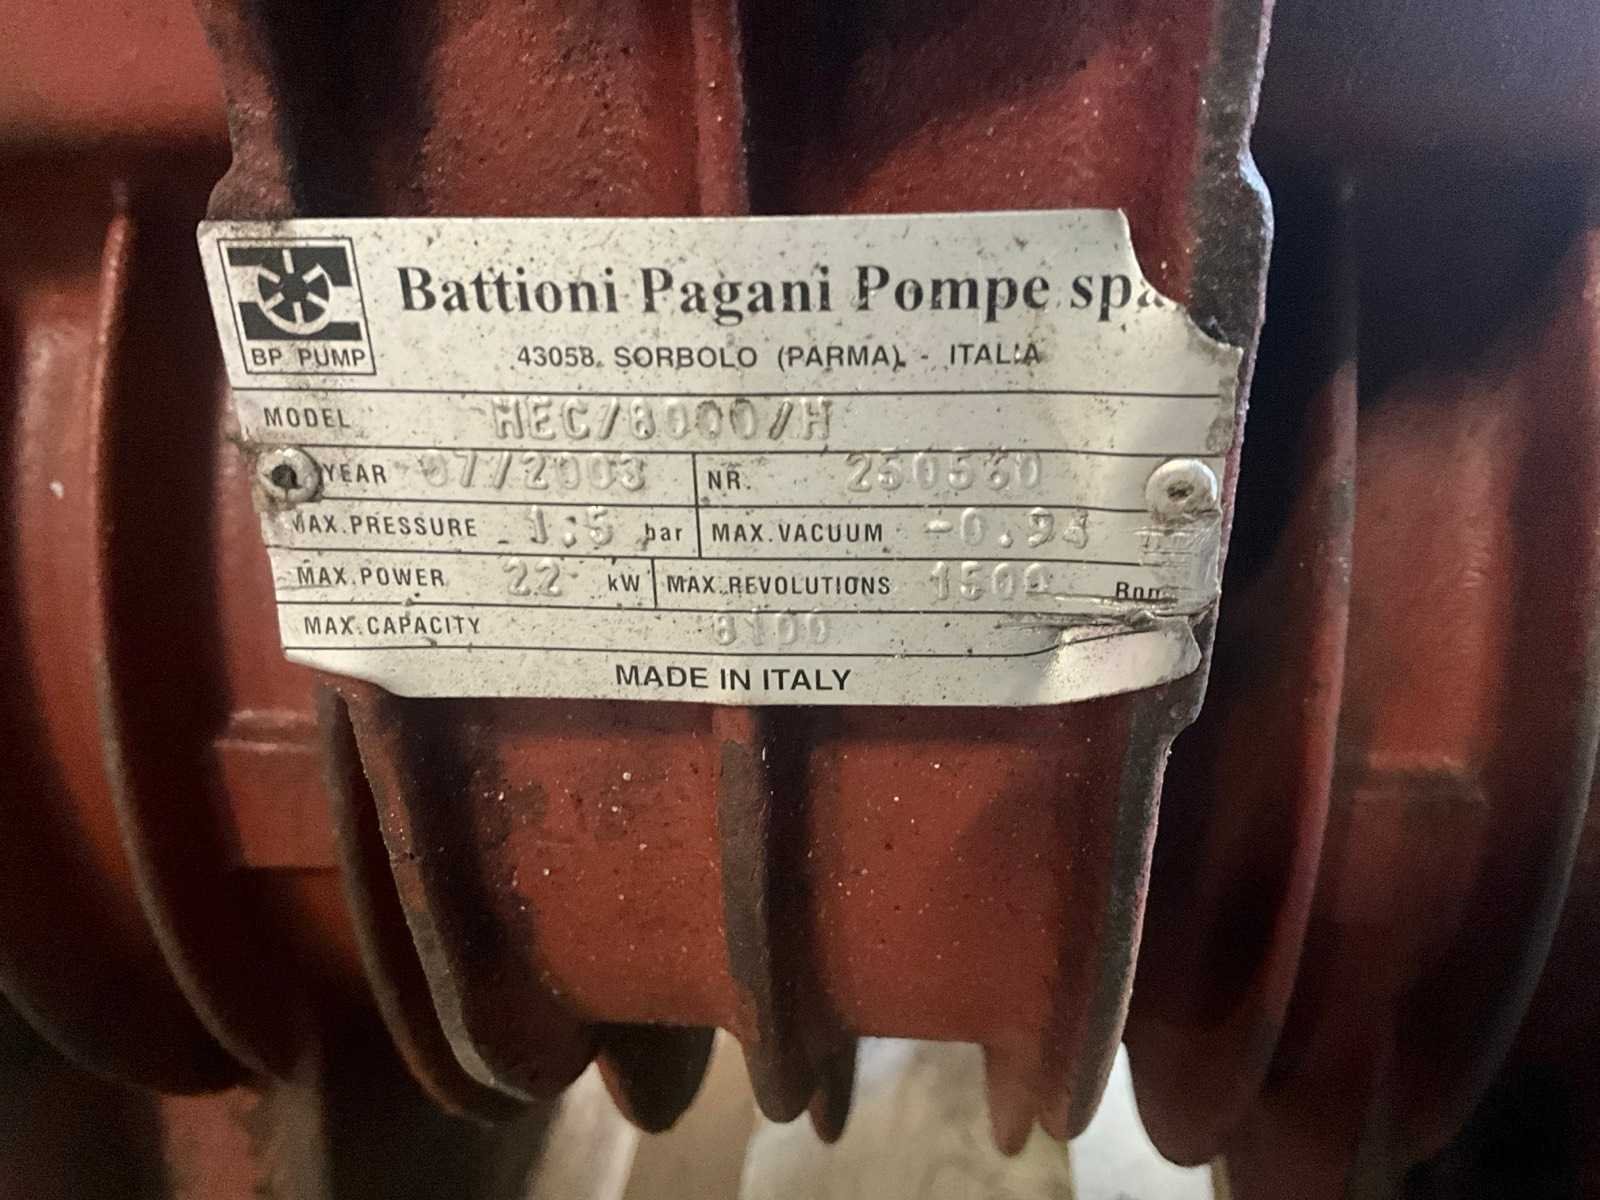 Battioni Pagani Pompe spa
BP PUMP
43058 SORBOLO (PARMA) - ITALIA
MODEL MEC/8000/H
YEAR 07/2003 NR. 250560
MAX.PRESSURE 1.5 bar MAX.VACUUM
MAX.POWER 22 kW MAX.REVOLUTIONS 1500
MAX.CAPACITY 8100
MADE IN ITALY